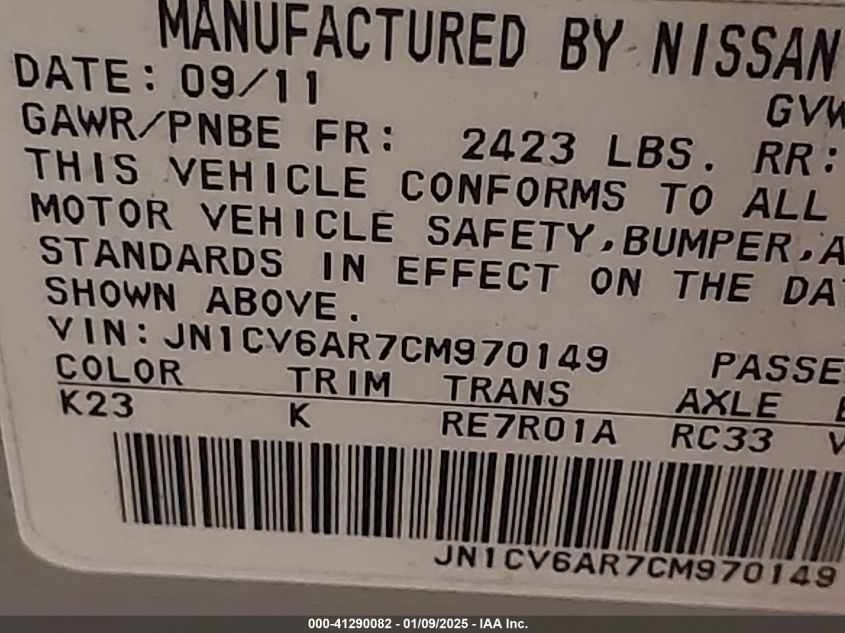 MANUFACTURED BY NISSAN
DATE: 09/11
GVW
GAWR/PNBE FR: 2423 LBS. RR:
THIS VEHICLE CONFORMS TO ALL
MOTOR VEHICLE SAFETY,BUMPER,A
STANDARDS IN EFFECT ON THE DA
SHOWN ABOVE.
VIN: JN1CV6AR7CM970149 PASSE
COLOR TRIM TRANS AXLE E
K23 K RE7R01A RC33 V
JN1CV6AR7CM970149
000-41290082 - 01/09/2025 - IAA Inc.